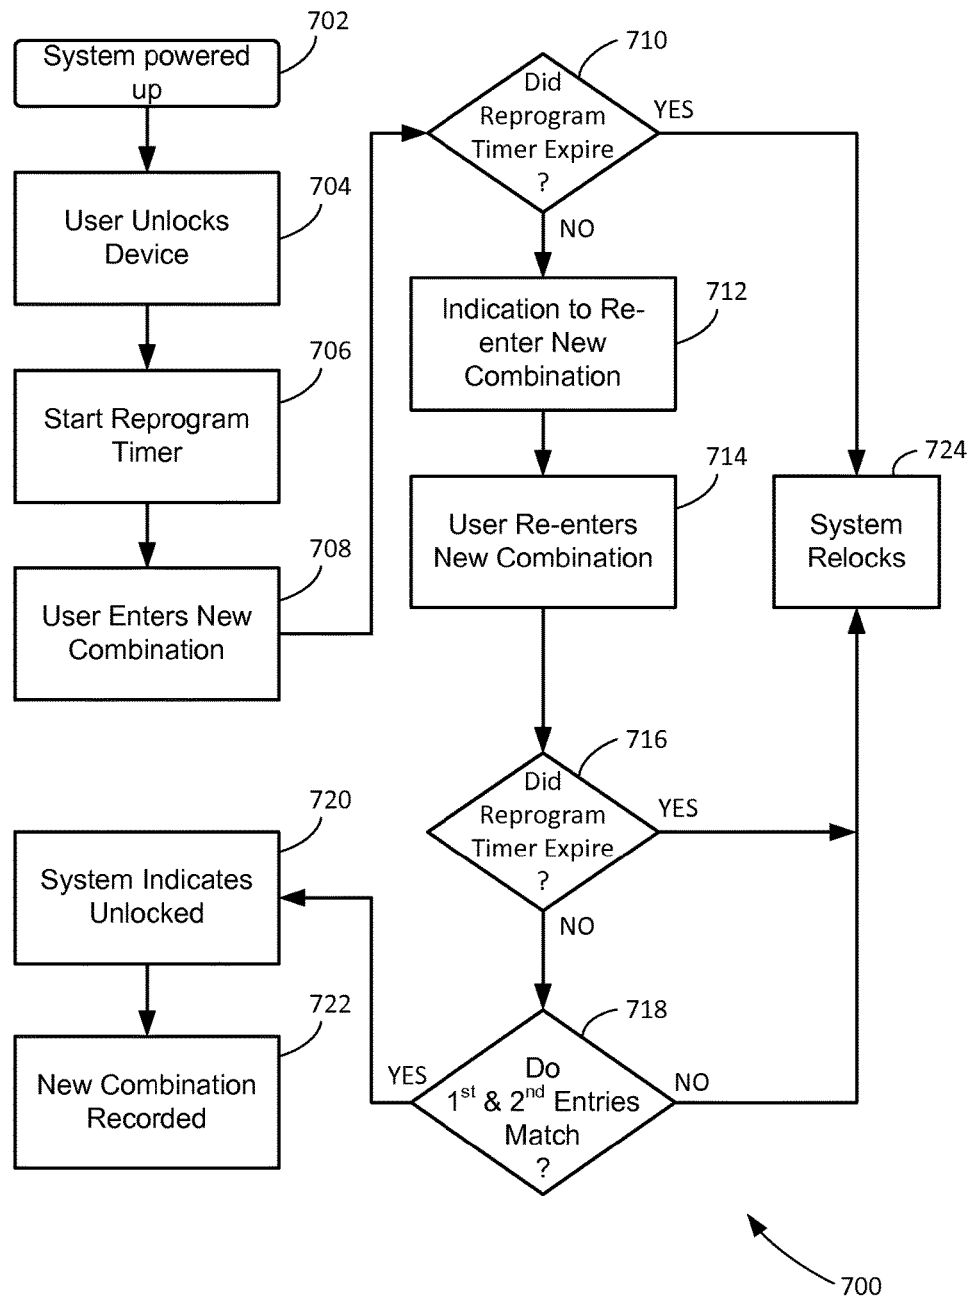 702
System powered
up
704
User Unlocks
Device
706
Start Reprogram
Timer
708
User Enters New
Combination
710
Did
Reprogram
Timer Expire
?
YES
NO
712
Indication to Re-
enter New
Combination
714
User Re-enters
New Combination
724
System
Relocks
716
Did
Reprogram
Timer Expire
?
YES
NO
718
Do
1st & 2nd Entries
Match
?
YES
NO
720
System Indicates
Unlocked
722
New Combination
Recorded
700